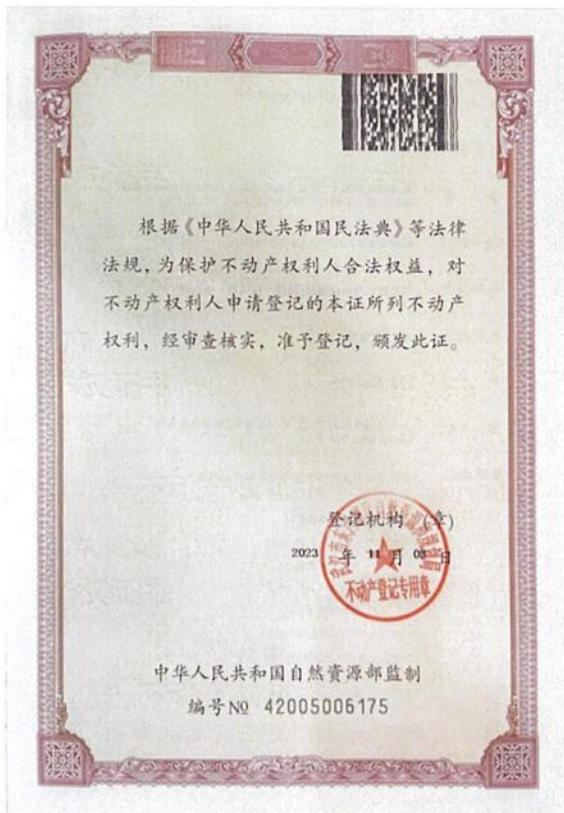 根据《中华人民共和国民法典》等法律
法规，为保护不动产权利人合法权益，对
不动产权利人申请登记的本证所列不动产
权利，经审查核实，准予登记，颁发此证。
登记机构（章）
2023 年 11 月 03 日
不动产登记专用章
中华人民共和国自然资源部监制
编号№ 42005006175